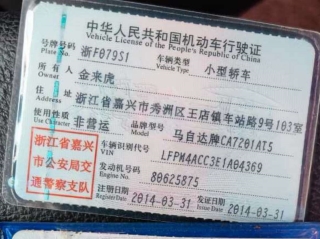 中华人民共和国机动车行驶证
Vehicle License of the People's Republic of China
号牌号码 浙F079S1 车辆类型 小型轿车
Plate No. Vehicle Type
所有人 金来虎
Owner
住址 浙江省嘉兴市秀洲区王店镇车站路9号103室
Address
使用性质 非营运 品牌型号 马自达牌CA7201AT5
Use Character Model
浙江省嘉兴
市公安局交
通警察支队
车辆识别代号 LFPM4ACC3E1A04369
VIN
发动机号码 80625875
Engine No.
注册日期 2014-03-31 发证日期 2014-03-31
Register Date Issue Date